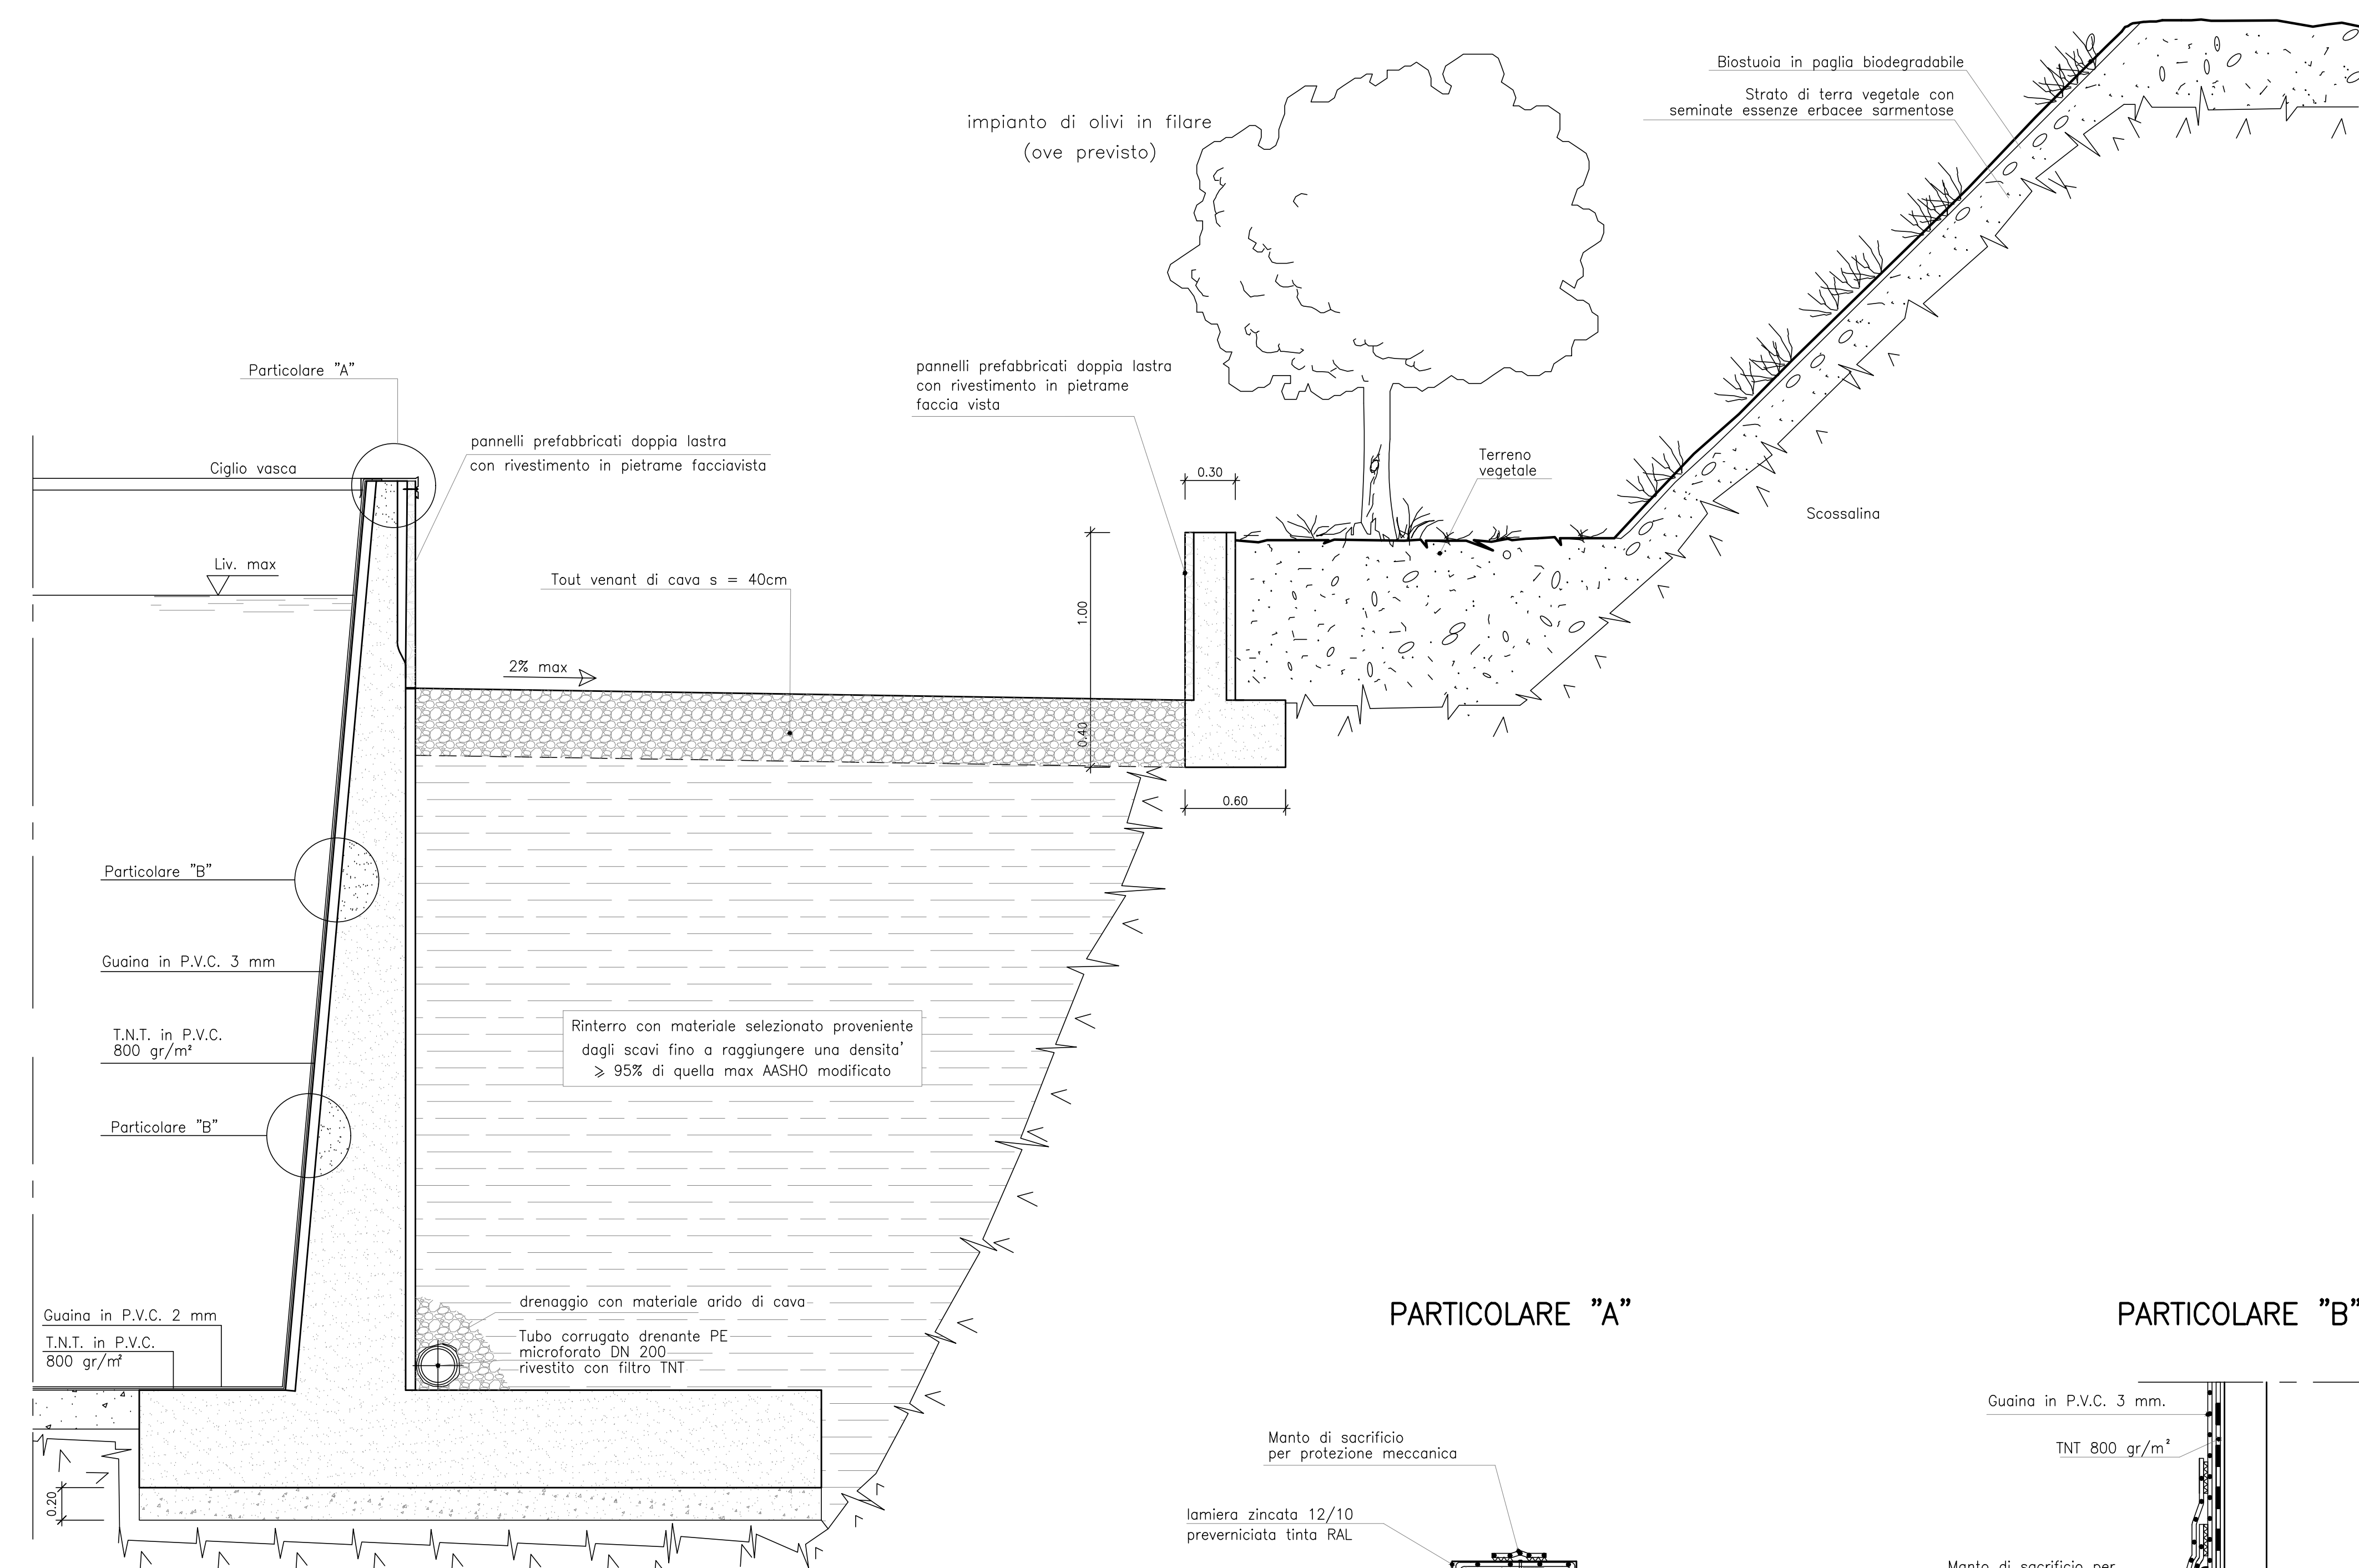 Biostuoia in paglia biodegradabile
Strato di terra vegetale con
seminate essenze erbacee sarmentose
impianto di olivi in filare
(ove previsto)
Particolare "A"
pannelli prefabbricati doppia lastra
con rivestimento in pietrame
faccia vista
pannelli prefabbricati doppia lastra
con rivestimento in pietrame facciavista
Ciglio vasca
Terreno
vegetale
0.30
Scossalina
Liv. max
Tout venant di cava s = 40cm
1.00
2% max
0.40
0.60
Particolare "B"
Guaina in P.V.C. 3 mm
T.N.T. in P.V.C.
800 gr/m²
Rinterro con materiale selezionato proveniente
dagli scavi fino a raggiungere una densita'
⩾ 95% di quella max AASHO modificato
Particolare "B"
drenaggio con materiale arido di cava
Guaina in P.V.C. 2 mm
T.N.T. in P.V.C.
800 gr/m²
Tubo corrugato drenante PE
microforato DN 200
rivestito con filtro TNT
0.20
PARTICOLARE "A"
PARTICOLARE "B"
Guaina in P.V.C. 3 mm.
TNT 800 gr/m²
Manto di sacrificio
per protezione meccanica
lamiera zincata 12/10
preverniciata tinta RAL
Manto di sacrificio per